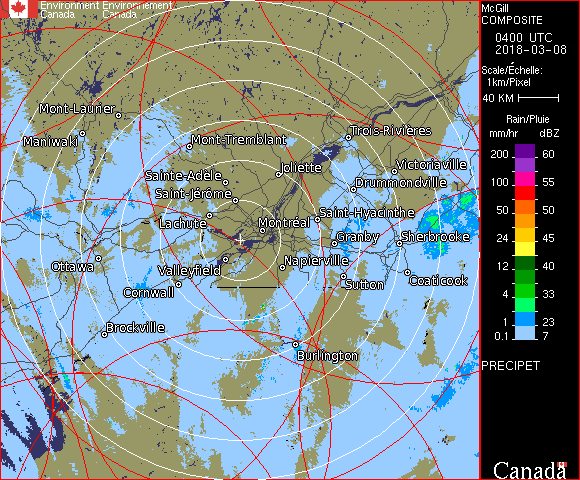 Environment Environnement
Canada Canada
McGill
COMPOSITE
0400 UTC
2018-03-08
Scale/Échelle:
1km/Pixel
40 KM
Rain/Pluie
mm/hr dBZ
200 60
150 57
100 55
50 50
24 45
12 40
4 33
1 23
0.1 7
PRECIPET
Canada
Mont-Laurier
Maniwaki
Mont-Tremblant
Trois-Rivières
Joliette
Victoriaville
Sainte-Adèle
Drummondville
Saint-Jérôme
Saint-Hyacinthe
Lachute
Montréal
Granby
Sherbrooke
Ottawa
Valleyfield
Napierville
Sutton
Coaticook
Cornwall
Brockville
Burlington